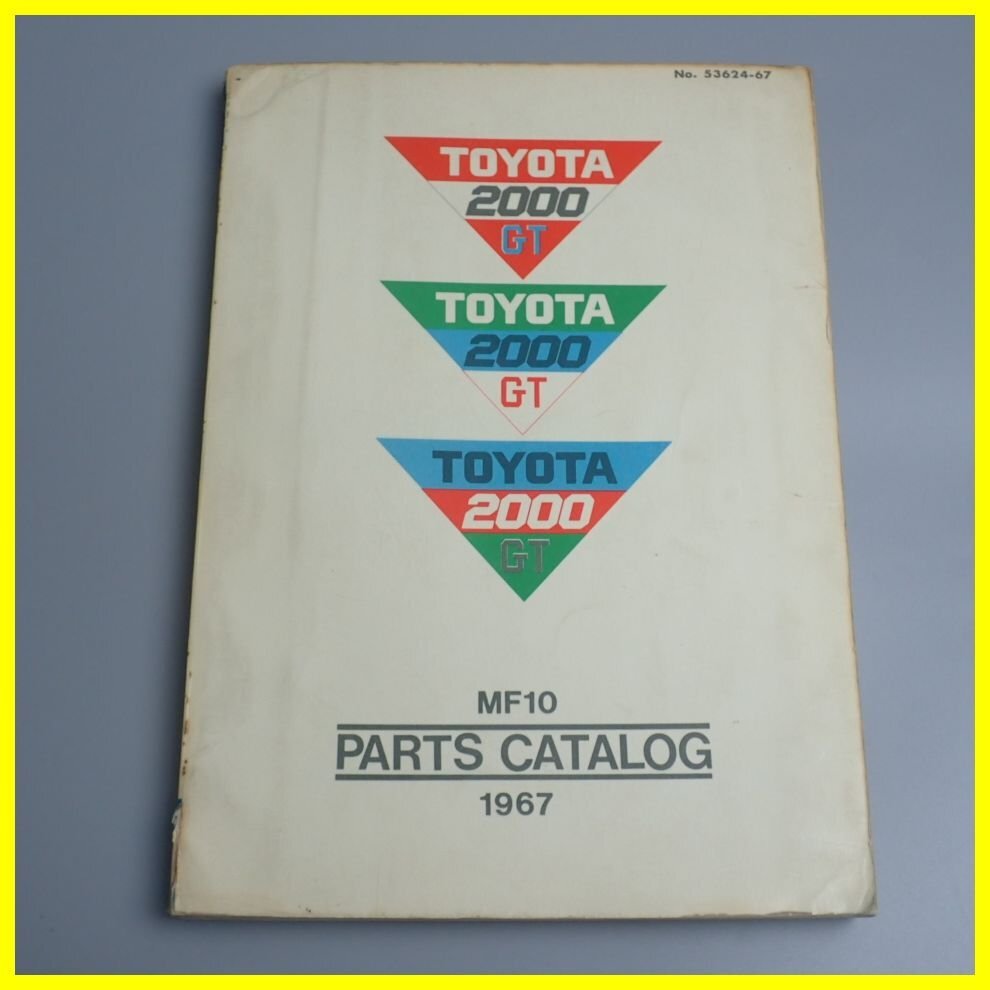 No. 53624-67
TOYOTA
2000
GT
TOYOTA
2000
GT
TOYOTA
2000
GT
MF10
PARTS CATALOG
1967